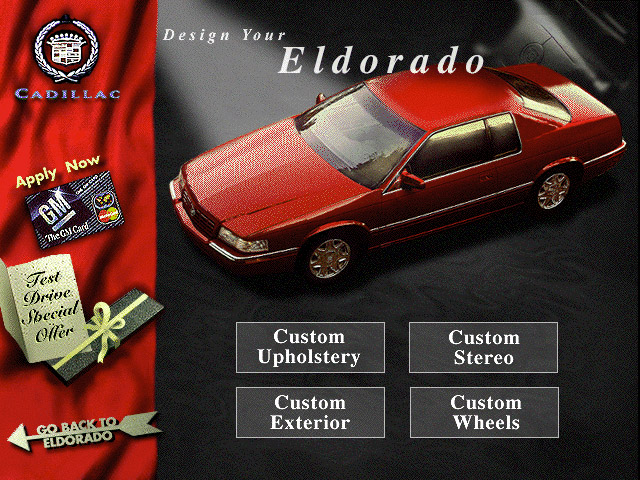 CADILLAC
Design Your
Eldorado
Apply Now
GM
The GM Card
Test
Drive
Special
Offer
GO BACK TO
ELDORADO
Custom
Upholstery
Custom
Stereo
Custom
Exterior
Custom
Wheels